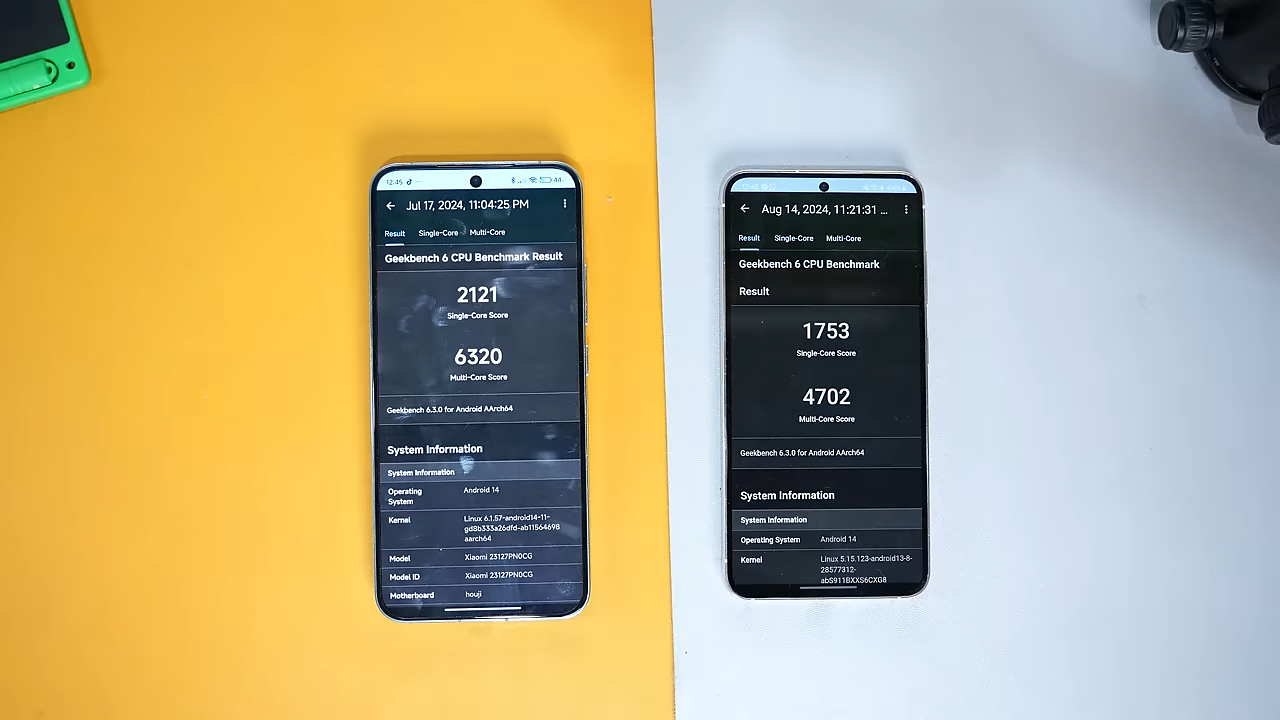 12:45
44
Jul 17, 2024, 11:04:25 PM
Result Single-Core Multi-Core
Geekbench 6 CPU Benchmark Result
2121
Single-Core Score
6320
Multi-Core Score
Geekbench 6.3.0 for Android AArch64
System Information
System Information
Operating System Android 14
Kernel Linux 6.1.57-android14-11-
gd8b333a26dfd-ab11564698
aarch64
Model Xiaomi 23127PN0CG
Model ID Xiaomi 23127PN0CG
Motherboard houji
Aug 14, 2024, 11:21:31 ...
Result Single-Core Multi-Core
Geekbench 6 CPU Benchmark
Result
1753
Single-Core Score
4702
Multi-Core Score
Geekbench 6.3.0 for Android AArch64
System Information
System Information
Operating System Android 14
Kernel Linux 5.15.123-android13-8-
28577312-
abS911BXXS6CXG8